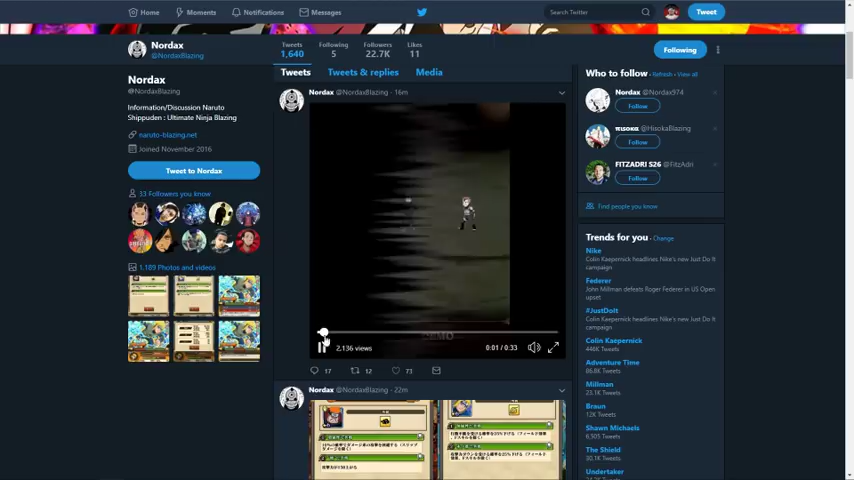 Home
Moments
Notifications
Messages
Search Twitter
Tweet
Nordax
@NordaxBlazing
Tweets
1,640
Following
5
Followers
22.7K
Likes
11
Following
Nordax
@NordaxBlazing
Information/Discussion Naruto
Shippuden : Ultimate Ninja Blazing
naruto-blazing.net
Joined November 2016
Tweet to Nordax
33 Followers you know
1,189 Photos and videos
Tweets
Tweets & replies
Media
Nordax @NordaxBlazing · 16m
DEMO
2,136 views
0:01 / 0:33
17
12
73
Nordax @NordaxBlazing · 22m
Who to follow · Refresh · View all
Nordax @Nordax974
Follow
@HisokaBlazing
Follow
FITZADRI S26 @FitzAdri
Follow
Find people you know
Trends for you · Change
Nike
Colin Kaepernick headlines Nike's new Just Do It
campaign
Federer
John Millman defeats Roger Federer in US Open
upset
#JustDoIt
Colin Kaepernick headlines Nike's new Just Do It
campaign
Colin Kaepernick
446K Tweets
Adventure Time
86.8K Tweets
Millman
23.1K Tweets
Braun
12K Tweets
Shawn Michaels
6,505 Tweets
The Shield
30.1K Tweets
Undertaker